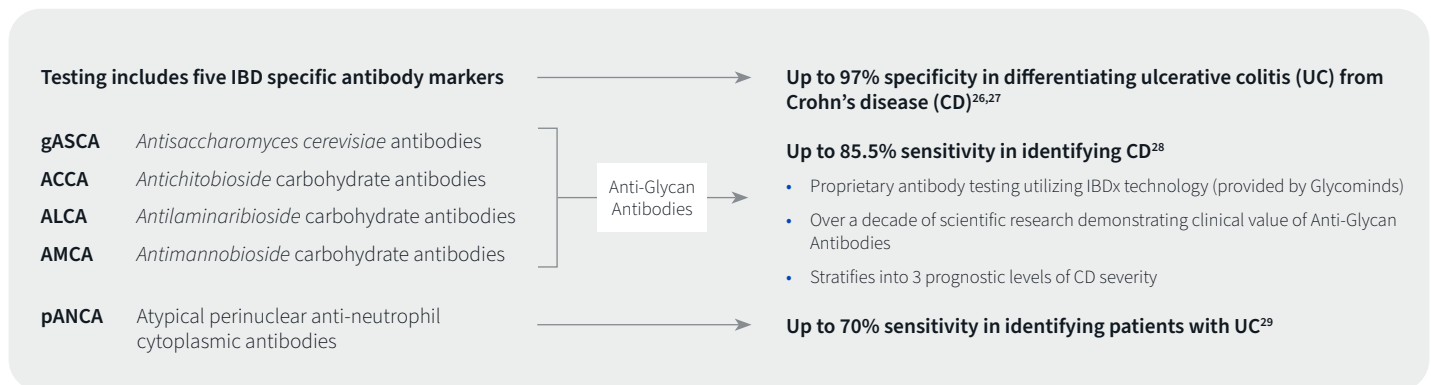 Testing includes five IBD specific antibody markers
gASCA Antisaccharomyces cerevisiae antibodies
ACCA Antichitobioside carbohydrate antibodies
ALCA Antilaminaribioside carbohydrate antibodies
AMCA Antimannobioside carbohydrate antibodies
pANCA Atypical perinuclear anti-neutrophil
cytoplasmic antibodies
Anti-Glycan
Antibodies
Up to 97% specificity in differentiating ulcerative colitis (UC) from
Crohn’s disease (CD)26,27
Up to 85.5% sensitivity in identifying CD28
• Proprietary antibody testing utilizing IBDx technology (provided by Glycominds)
• Over a decade of scientific research demonstrating clinical value of Anti-Glycan
Antibodies
• Stratifies into 3 prognostic levels of CD severity
Up to 70% sensitivity in identifying patients with UC29